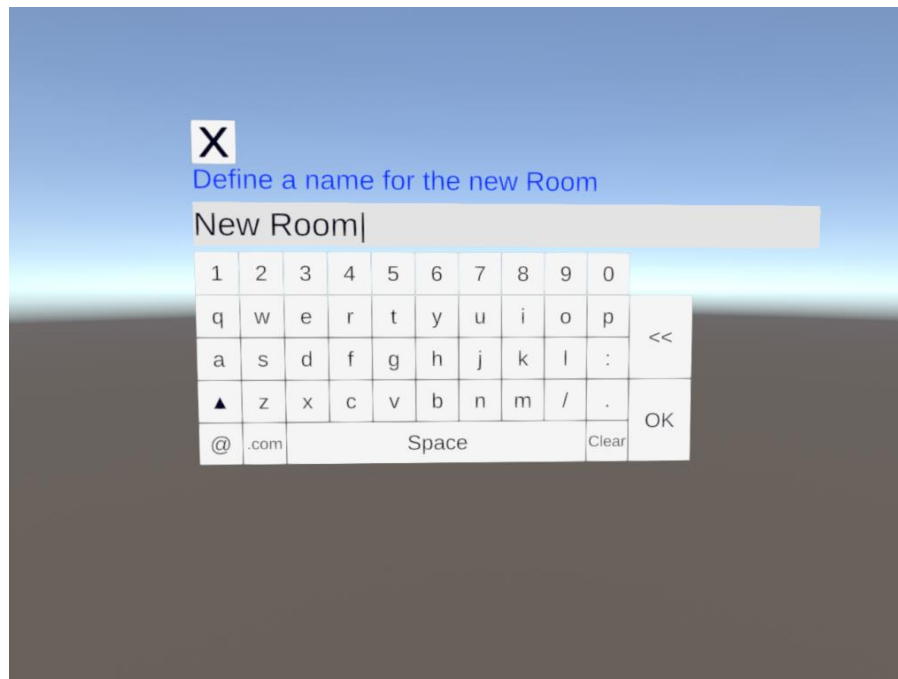 X
Define a name for the new Room
New Room|
1 2 3 4 5 6 7 8 9 0
q w e r t y u i o p <<
a s d f g h j k l :
▲ z x c v b n m / . OK
@ .com Space Clear